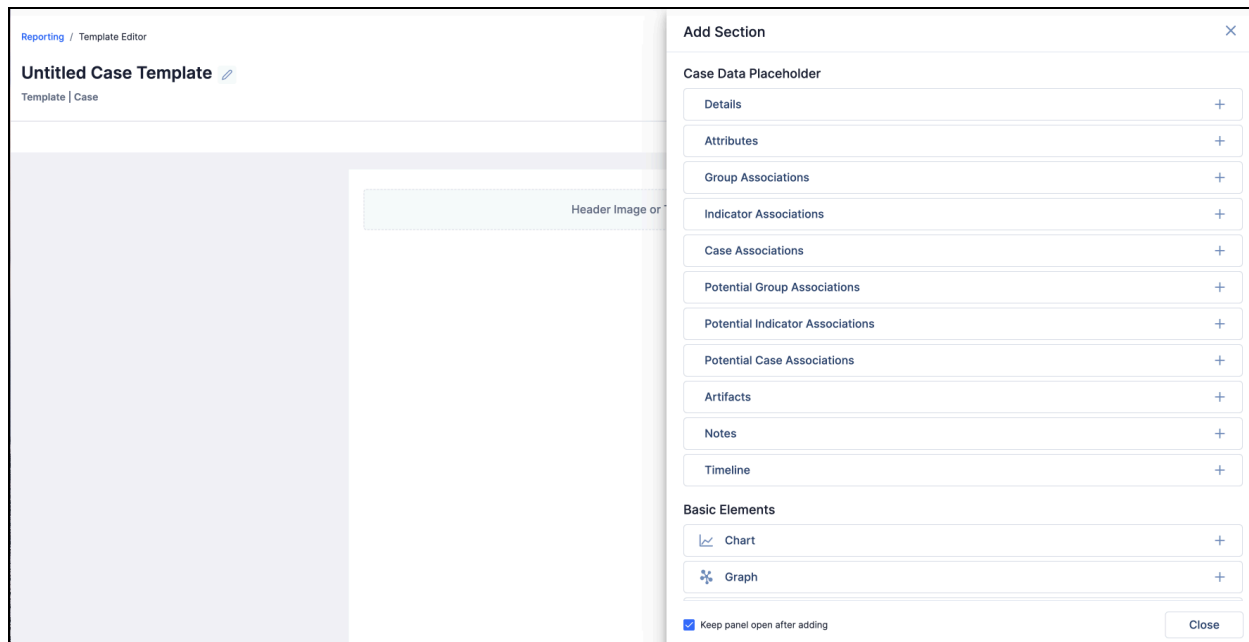 Reporting / Template Editor
Untitled Case Template
Template | Case
Header Image or
Add Section
Case Data Placeholder
Details
Attributes
Group Associations
Indicator Associations
Case Associations
Potential Group Associations
Potential Indicator Associations
Potential Case Associations
Artifacts
Notes
Timeline
Basic Elements
Chart
Graph
Keep panel open after adding
Close